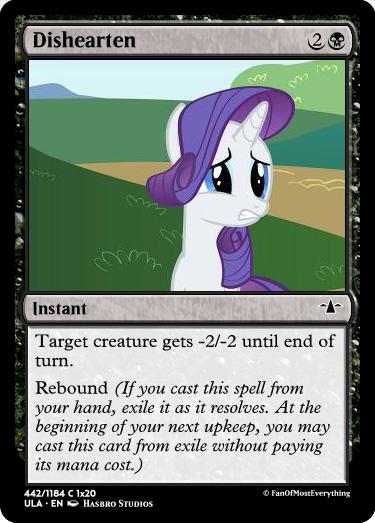 Dishearten 2
Instant
Target creature gets -2/-2 until end of
turn.
Rebound (If you cast this spell from
your hand, exile it as it resolves. At the
beginning of your next upkeep, you may
cast this card from exile without paying
its mana cost.)
442/1184 C 1x20
ULA · EN Hasbro Studios
© FanOfMostEverything